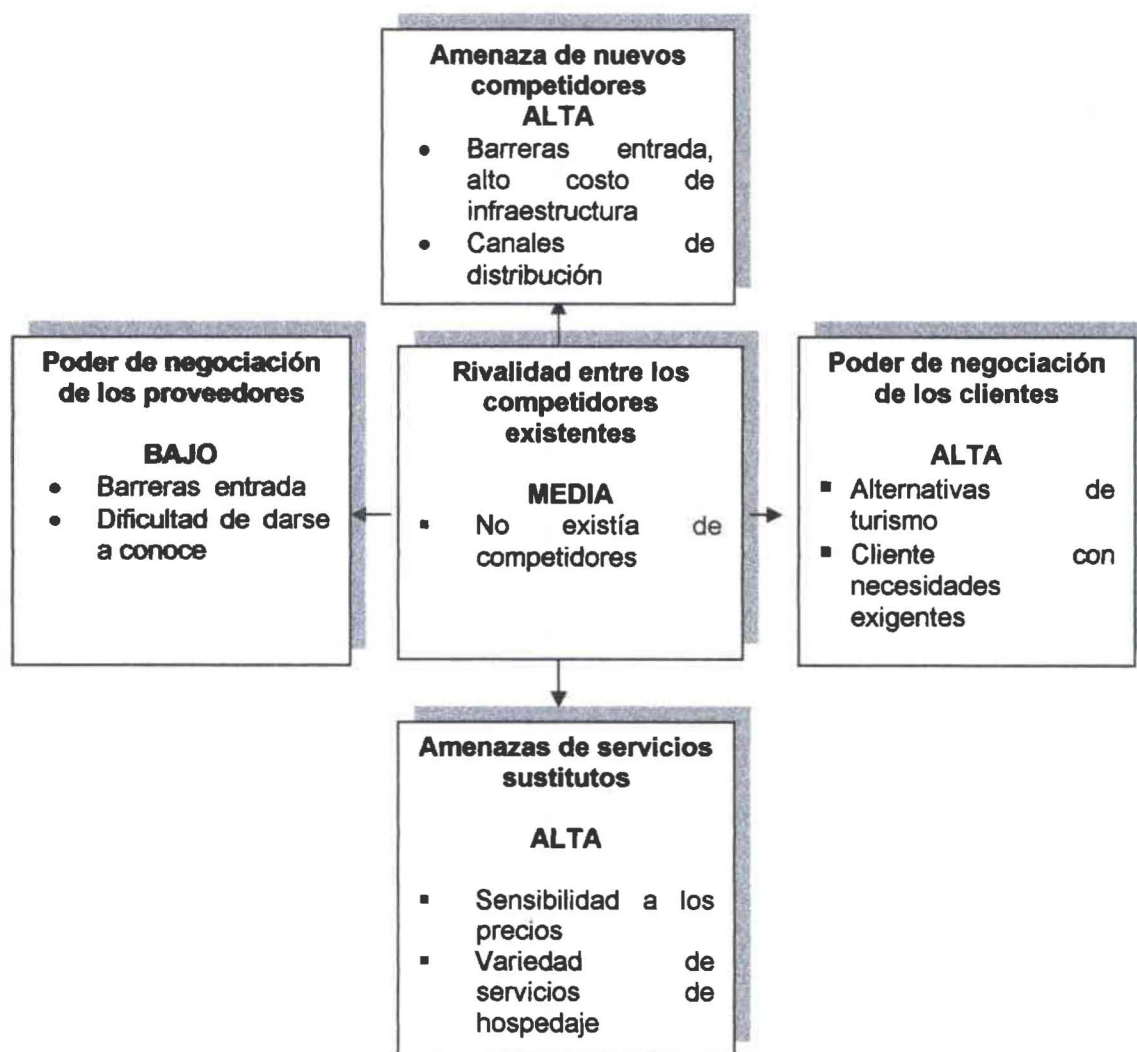 Amenaza de nuevos
competidores
ALTA
• Barreras entrada,
alto costo de
infraestructura
• Canales de
distribución
Poder de negociación
de los proveedores
BAJO
• Barreras entrada
• Dificultad de darse
a conoce
Rivalidad entre los
competidores
existentes
MEDIA
▪ No existía de
competidores
Poder de negociación
de los clientes
ALTA
▪ Alternativas de
turismo
▪ Cliente con
necesidades
exigentes
Amenazas de servicios
sustitutos
ALTA
▪ Sensibilidad a los
precios
▪ Variedad de
servicios de
hospedaje